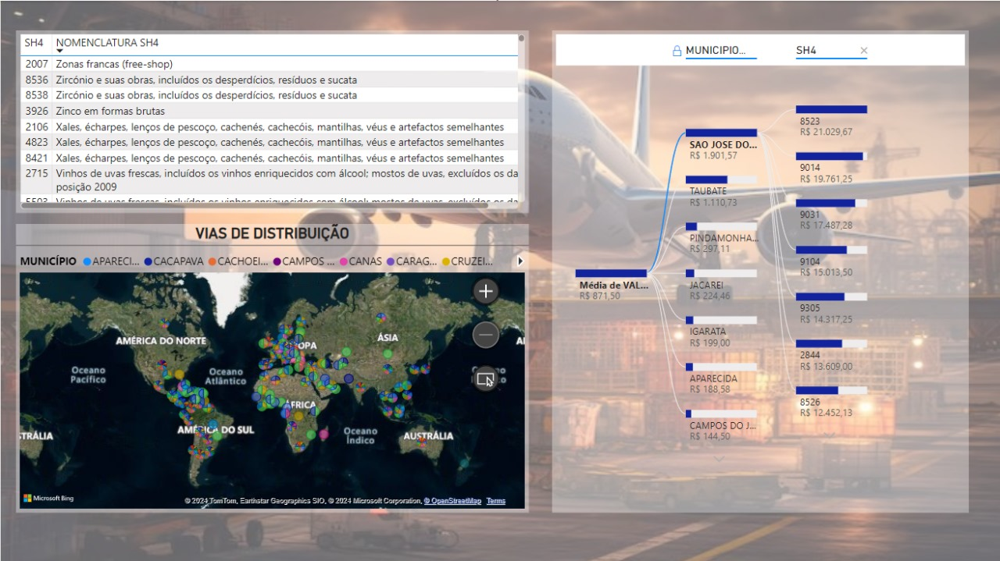 SH4 NOMENCLATURA SH4
2007 Zonas francas (free-shop)
8536 Zircónio e suas obras, incluídos os desperdícios, resíduos e sucata
8538 Zircónio e suas obras, incluídos os desperdícios, resíduos e sucata
3926 Zinco em formas brutas
2106 Xales, écharpes, lenços de pescoço, cachenés, cachecóis, mantilhas, véus e artefactos semelhantes
4823 Xales, écharpes, lenços de pescoço, cachenés, cachecóis, mantilhas, véus e artefactos semelhantes
8421 Xales, écharpes, lenços de pescoço, cachenés, cachecóis, mantilhas, véus e artefactos semelhantes
2715 Vinhos de uvas frescas, incluídos os vinhos enriquecidos com álcool; mostos de uvas, excluídos os da
posição 2009
VIAS DE DISTRIBUIÇÃO
MUNICÍPIO APARECI... CACAPAVA CACHOEI... CAMPOS ... CANAS CARAG... CRUZEI...
AMÉRICA DO NORTE
OPA
ÁSIA
Oceano
Pacífico
Oceano
Atlântico
ÁFRICA
AMÉRICA DO SUL
Oceano
Índico
AUSTRÁLIA
TRÁLIA
Microsoft Bing
© 2024 TomTom, Earthstar Geographics SIO, © 2024 Microsoft Corporation, © OpenStreetMap Terms
MUNICIPIO... SH4
Média de VAL...
R$ 871,50
SAO JOSE DO...
R$ 1.901,57
TAUBATE
R$ 1.110,73
PINDAMONHA...
R$ 297,11
JACAREI
R$ 224,46
IGARATA
R$ 199,00
APARECIDA
R$ 188,58
CAMPOS DO J...
R$ 144,50
8523
R$ 21.029,67
9014
R$ 19.761,25
9031
R$ 17.487,28
9104
R$ 15.013,50
9305
R$ 14.317,25
2844
R$ 13.609,00
8526
R$ 12.452,13